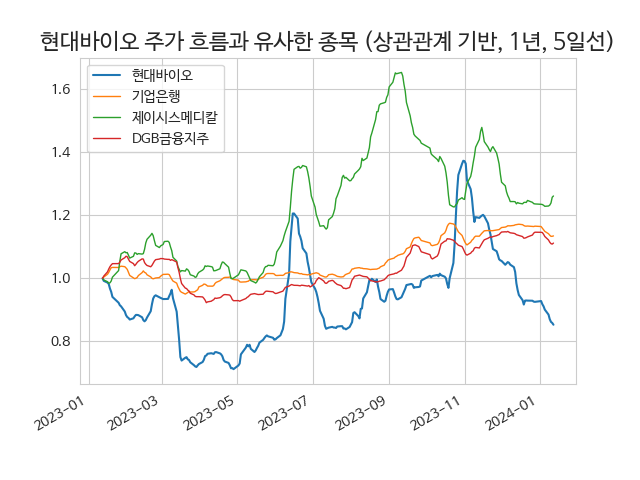 현대바이오 주가 흐름과 유사한 종목 (상관관계 기반, 1년, 5일선)
현대바이오
기업은행
제이시스메디칼
DGB금융지주
1.6
1.4
1.2
1.0
0.8
2023-01
2023-03
2023-05
2023-07
2023-09
2023-11
2024-01